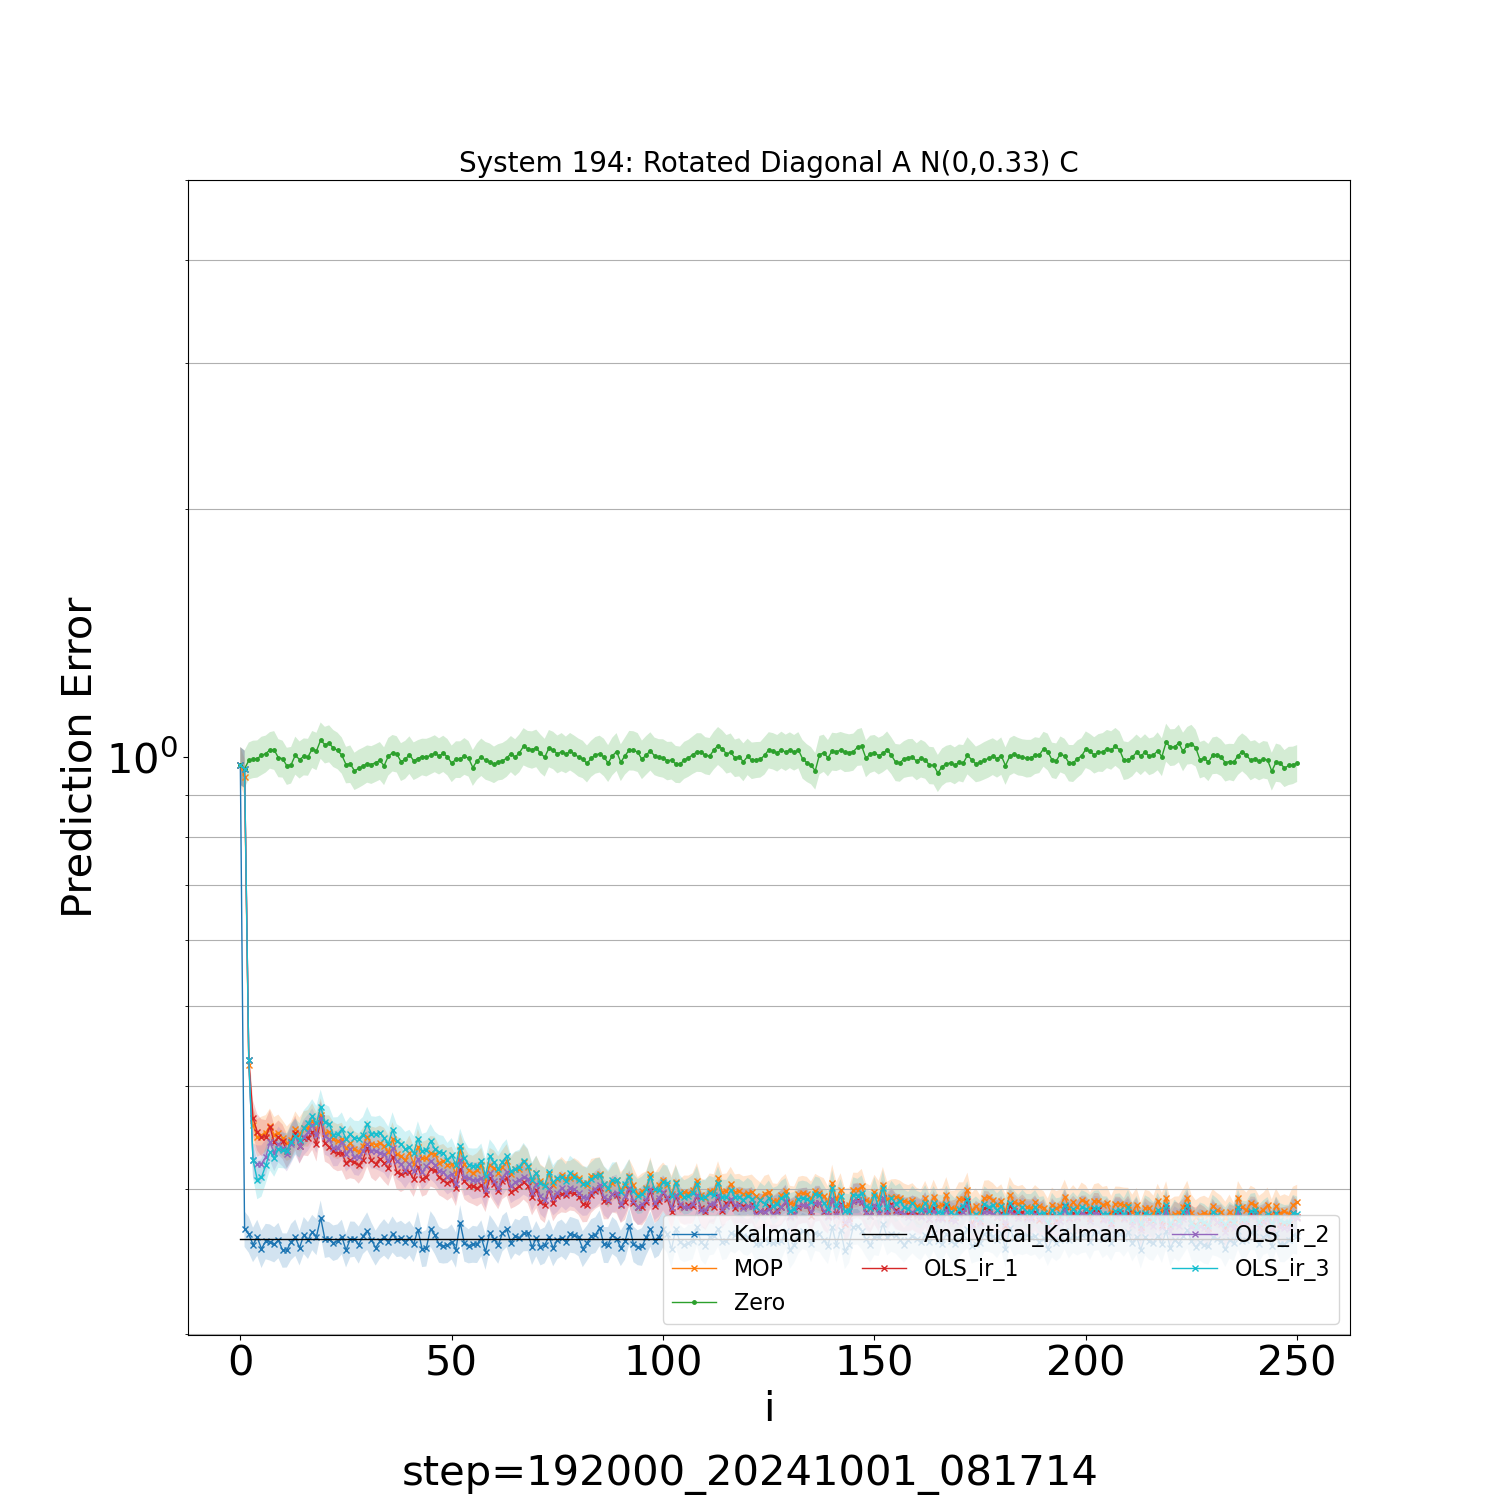 System 194: Rotated Diagonal A N(0,0.33) C
Prediction Error
10⁰
Kalman
MOP
Zero
Analytical_Kalman
OLS_ir_1
OLS_ir_2
OLS_ir_3
0 50 100 150 200 250
i
step=192000_20241001_081714